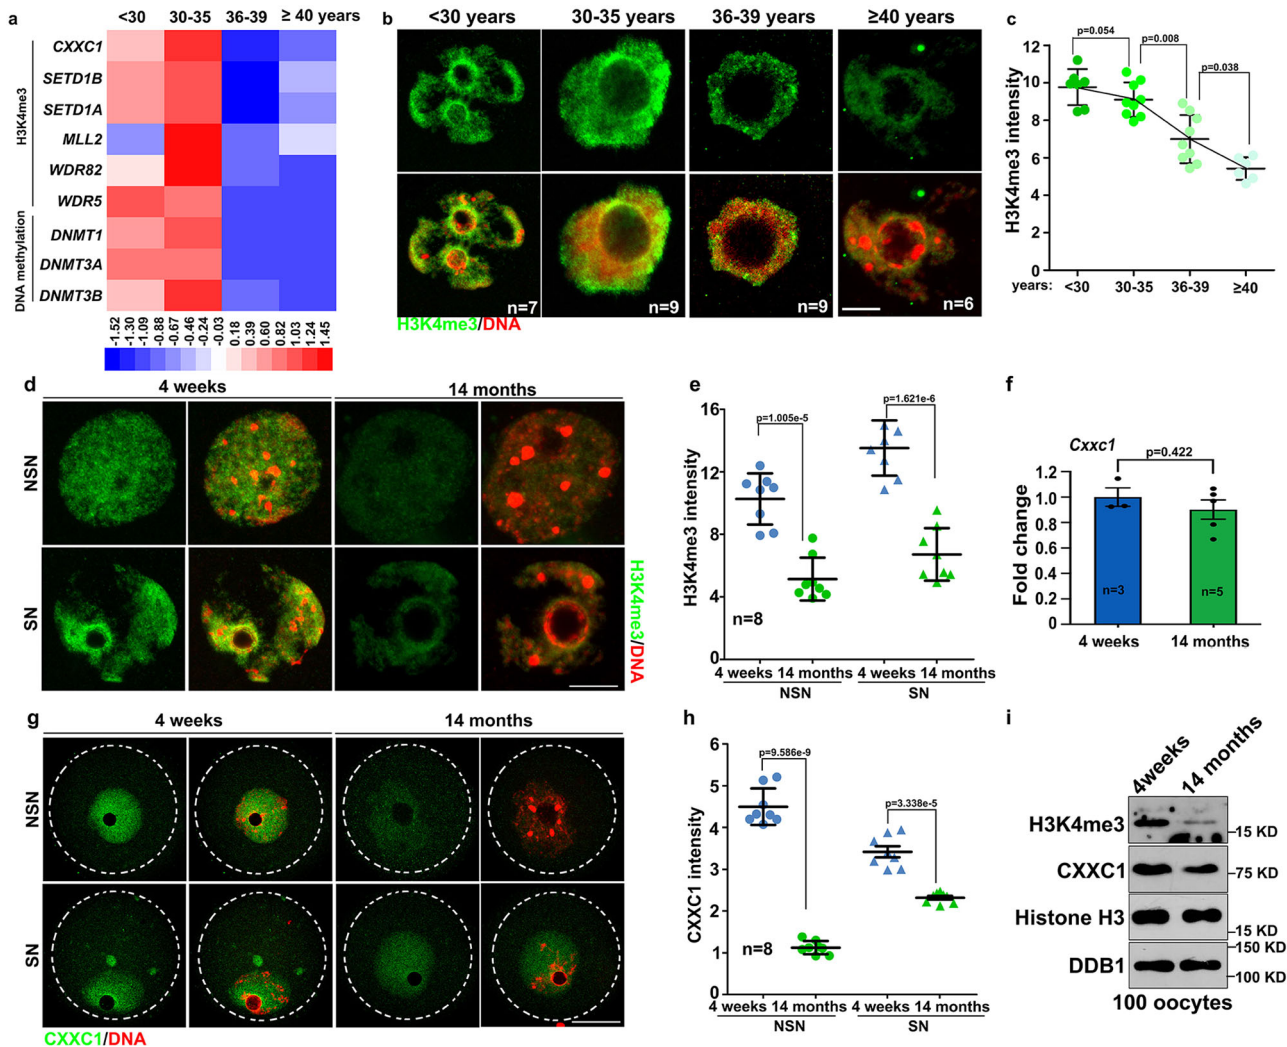 a
<30 30-35 36-39 ≥ 40 years
H3K4me3
CXXC1
SETD1B
SETD1A
MLL2
WDR82
WDR5
DNA methylation
DNMT1
DNMT3A
DNMT3B
-1.52 -1.30 -1.09 -0.88 -0.67 -0.46 -0.24 -0.03 0.18 0.39 0.60 0.82 1.03 1.24 1.45
b
<30 years 30-35 years 36-39 years ≥40years
n=7 n=9 n=9 n=6
H3K4me3/DNA
c
H3K4me3 intensity
12
10
8
6
4
2
0
p=0.054
p=0.008
p=0.038
years: <30 30-35 36-39 ≥40
d
4 weeks 14 months
NSN
SN
H3K4me3/DNA
e
H3K4me3 intensity
16
12
8
4
0
p=1.005e-5
p=1.621e-6
n=8
4 weeks 14 months 4 weeks 14 months
NSN SN
f
Cxxc1
Fold change
1.2
1.0
0.8
0.6
0.4
0.2
0
p=0.422
n=3 n=5
4 weeks 14 months
g
4 weeks 14 months
NSN
SN
CXXC1/DNA
h
CXXC1 intensity
6
5
4
3
2
1
0
p=9.586e-9
p=3.338e-5
n=8
4 weeks 14 months 4 weeks 14 months
NSN SN
i
4weeks 14 months
H3K4me3
15 KD
CXXC1
75 KD
Histone H3
15 KD
150 KD
DDB1
100 KD
100 oocytes